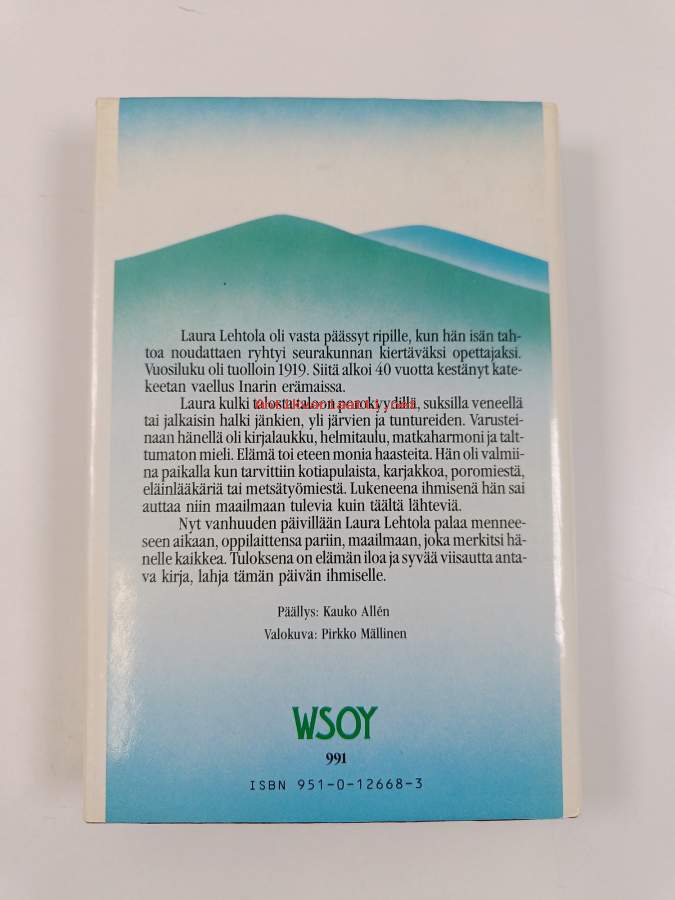 Laura Lehtola oli vasta päässyt ripille, kun hän isän tah-
toa noudattaen ryhtyi seurakunnan kiertäväksi opettajaksi.
Vuosiluku oli tuolloin 1919. Siitä alkoi 40 vuotta kestänyt kate-
keetan vaellus Inarin erämaissa.
Laura kulki talosta taloon porokyydillä, suksilla veneellä
tai jalkaisin halki jänkien, yli järvien ja tuntureiden. Varustei-
naan hänellä oli kirjalaukku, helmitaulu, matkaharmoni ja talt-
tumaton mieli. Elämä toi eteen monia haasteita. Hän oli valmii-
na paikalla kun tarvittiin kotiapulaista, karjakkoa, poromiestä,
eläinlääkäriä tai metsätyömiestä. Lukeneena ihmisenä hän sai
auttaa niin maailmaan tulevia kuin täältä lähteviä.
Nyt vanhuuden päivillään Laura Lehtola palaa mennee-
seen aikaan, oppilaittensa pariin, maailmaan, joka merkitsi hä-
nelle kaikkea. Tuloksena on elämän iloa ja syvää viisautta anta-
va kirja, lahja tämän päivän ihmiselle.
Päällys: Kauko Allén
Valokuva: Pirkko Mällinen
WSOY
991
ISBN 951-0-12668-3